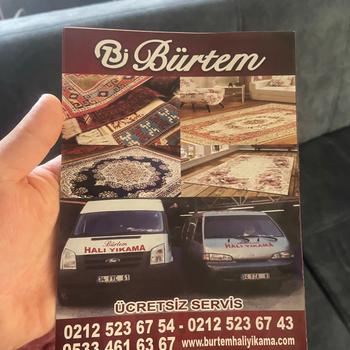 Bürtem
Bürtem
HALI YIKAMA
HALI YIKAMA
ÜCRETSİZ SERVİS
0212 523 67 54 - 0212 523 67 43
0533 461 63 67 www.burtemhaliyikama.com